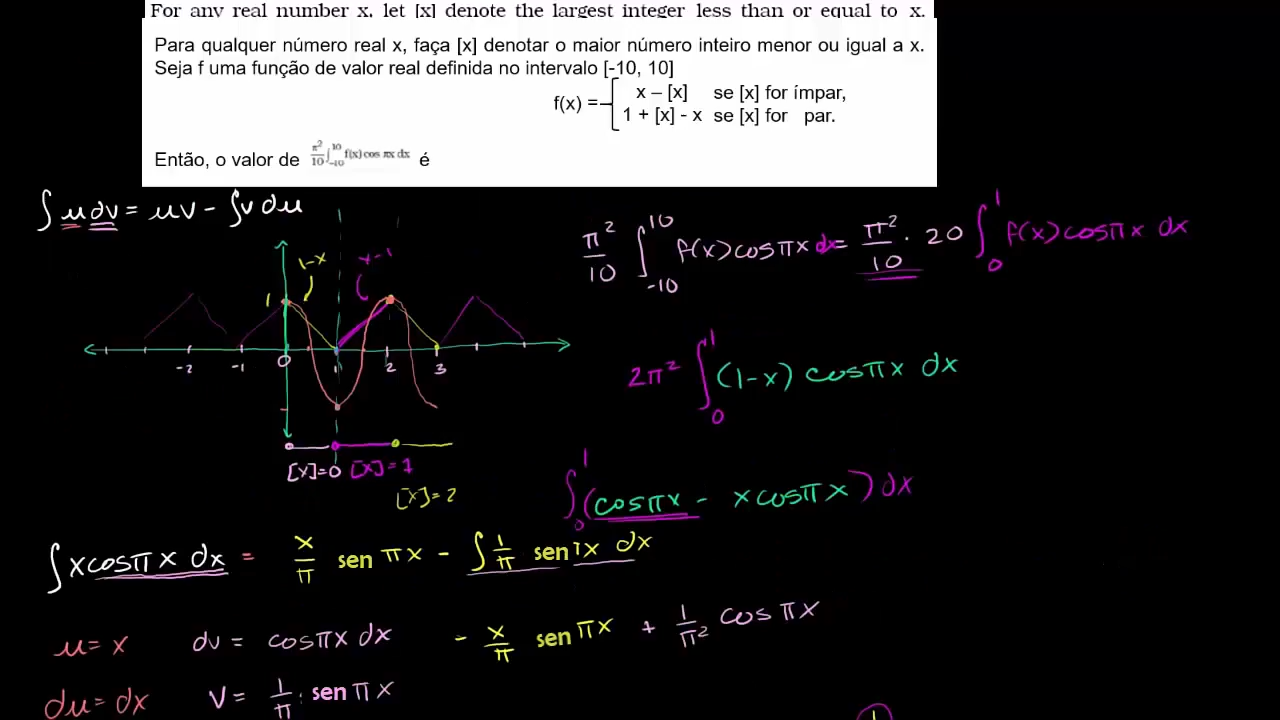 For any real number x, let [x] denote the largest integer less than or equal to x.
Para qualquer número real x, faça [x] denotar o maior número inteiro menor ou igual a x.
Seja f uma função de valor real definida no intervalo [-10, 10]
f(x) = { x – [x] se [x] for ímpar,
1 + [x] - x se [x] for par.
Então, o valor de π²/10 ∫₋₁₀¹⁰ f(x) cos πx dx é
∫ u dv = uv - ∫ v du
π²/10 ∫₋₁₀¹⁰ f(x) cos πx dx = π²/10 · 20 ∫₀¹ f(x) cos πx dx
1-x x-1
1
-2 -1 0 1 2 3
2π² ∫₀¹ (1-x) cos πx dx
[x]=0 [x]=1
[x]=2
∫₀¹ (cos πx - x cos πx) dx
∫ x cos πx dx = x/π sen πx - ∫ 1/π sen πx dx
u = x dv = cos πx dx - x/π sen πx + 1/π² cos πx
du = dx v = 1/π sen πx
1